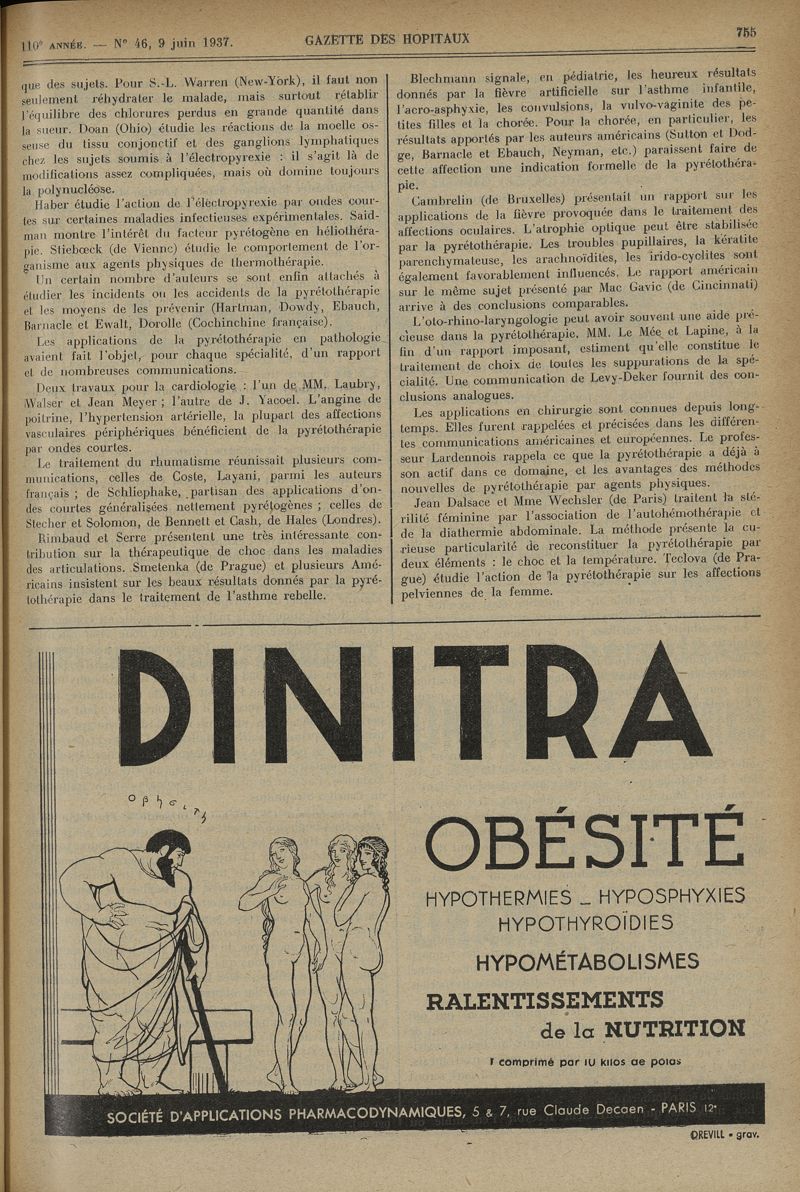 110e ANNÉE. — N° 46, 9 juin 1937.
GAZETTE DES HOPITAUX
755
que des sujets. Pour S.-L. Warren (New-York), il faut non
seulement réhydrater le malade, mais surtout rétablir
l'équilibre des chlorures perdus en grande quantité dans
la sueur. Doan (Ohio) étudie les réactions de la moelle os-
seuse du tissu conjonctif et des ganglions lymphatiques
chez les sujets soumis à l'électropyrexie : il s'agit là de
modifications assez compliquées, mais où domine toujours
la polynucléose.
Haber étudie l'action de l'électropyrexie par ondes cour-
tes sur certaines maladies infectieuses expérimentales. Said-
man montre l'intérêt du facteur pyrétogène en héliothéra-
pie. Stiebœck (de Vienne) étudie le comportement de l'or-
ganisme aux agents physiques de thermothérapie.
Un certain nombre d'auteurs se sont enfin attachés à
étudier les incidents ou les accidents de la pyrétothérapie
et les moyens de les prévenir (Hartman, Dowdy, Ebauch,
Barnacle et Ewalt, Dorolle (Cochinchine française).
Les applications de la pyrétothérapie en pathologie
avaient fait l'objet, pour chaque spécialité, d'un rapport
et de nombreuses communications.
Deux travaux pour la cardiologie : l'un de MM. Laubry,
Walser et Jean Meyer ; l'autre de J. Yacoel. L'angine de
poitrine, l'hypertension artérielle, la plupart des affections
vasculaires périphériques bénéficient de la pyrétothérapie
par ondes courtes.
Le traitement du rhumatisme réunissait plusieurs com-
munications, celles de Coste, Layani, parmi les auteurs
français ; de Schliephake, partisan des applications d'on-
des courtes généralisées nettement pyrétogènes ; celles de
Stecher et Solomon, de Bennett et Cash, de Hales (Londres).
Rimbaud et Serre présentent une très intéressante con-
tribution sur la thérapeutique de choc dans les maladies
des articulations. Smetenka (de Prague) et plusieurs Amé-
ricains insistent sur les beaux résultats donnés par la pyré-
tothérapie dans le traitement de l'asthme rebelle.
Blechmann signale, en pédiatrie, les heureux résultats
donnés par la fièvre artificielle sur l'asthme infantile,
l'acro-asphyxie, les convulsions, la vulvo-vaginite des pe-
tites filles et la chorée. Pour la chorée, en particulier, les
résultats apportés par les auteurs américains (Sutton et Dod-
ge, Barnacle et Ebauch, Neyman, etc.) paraissent faire de
cette affection une indication formelle de la pyrétothéra-
pie.
Cambrelin (de Bruxelles) présentait un rapport sur les
applications de la fièvre provoquée dans le traitement des
affections oculaires. L'atrophie optique peut être stabilisée
par la pyrétothérapie. Les troubles pupillaires, la kératite
parenchymateuse, les arachnoïdites, les irido-cyclites sont
également favorablement influencés. Le rapport américain
sur le même sujet présenté par Mac Gavic (de Cincinnati)
arrive à des conclusions comparables.
L'oto-rhino-laryngologie peut avoir souvent une aide pré-
cieuse dans la pyrétothérapie. MM. Le Mée et Lapine, à la
fin d'un rapport imposant, estiment qu'elle constitue le
traitement de choix de toutes les suppurations de la spé-
cialité. Une communication de Levy-Deker fournit des con-
clusions analogues.
Les applications en chirurgie sont connues depuis long-
temps. Elles furent rappelées et précisées dans les différen-
tes communications américaines et européennes. Le profes-
seur Lardennois rappela ce que la pyrétothérapie a déjà à
son actif dans ce domaine, et les avantages des méthodes
nouvelles de pyrétothérapie par agents physiques.
Jean Dalsace et Mme Wechsler (de Paris) traitent la sté-
rilité féminine par l'association de l'autohémothérapie et
de la diathermie abdominale. La méthode présente la cu-
rieuse particularité de reconstituer la pyrétothérapie par
deux éléments : le choc et la température. Teclova (de Pra-
gue) étudie l'action de la pyrétothérapie sur les affections
pelviennes de la femme.
DINITRA
OBÉSITÉ
HYPOTHERMIES _ HYPOSPHYXIES
HYPOTHYROÏDIES
HYPOMÉTABOLISMES
RALENTISSEMENTS
de la NUTRITION
1 comprimé par 10 kilos de poids
SOCIÉTÉ D'APPLICATIONS PHARMACODYNAMIQUES, 5 & 7, rue Claude Decaen - PARIS 12e
DREVILL - grav.